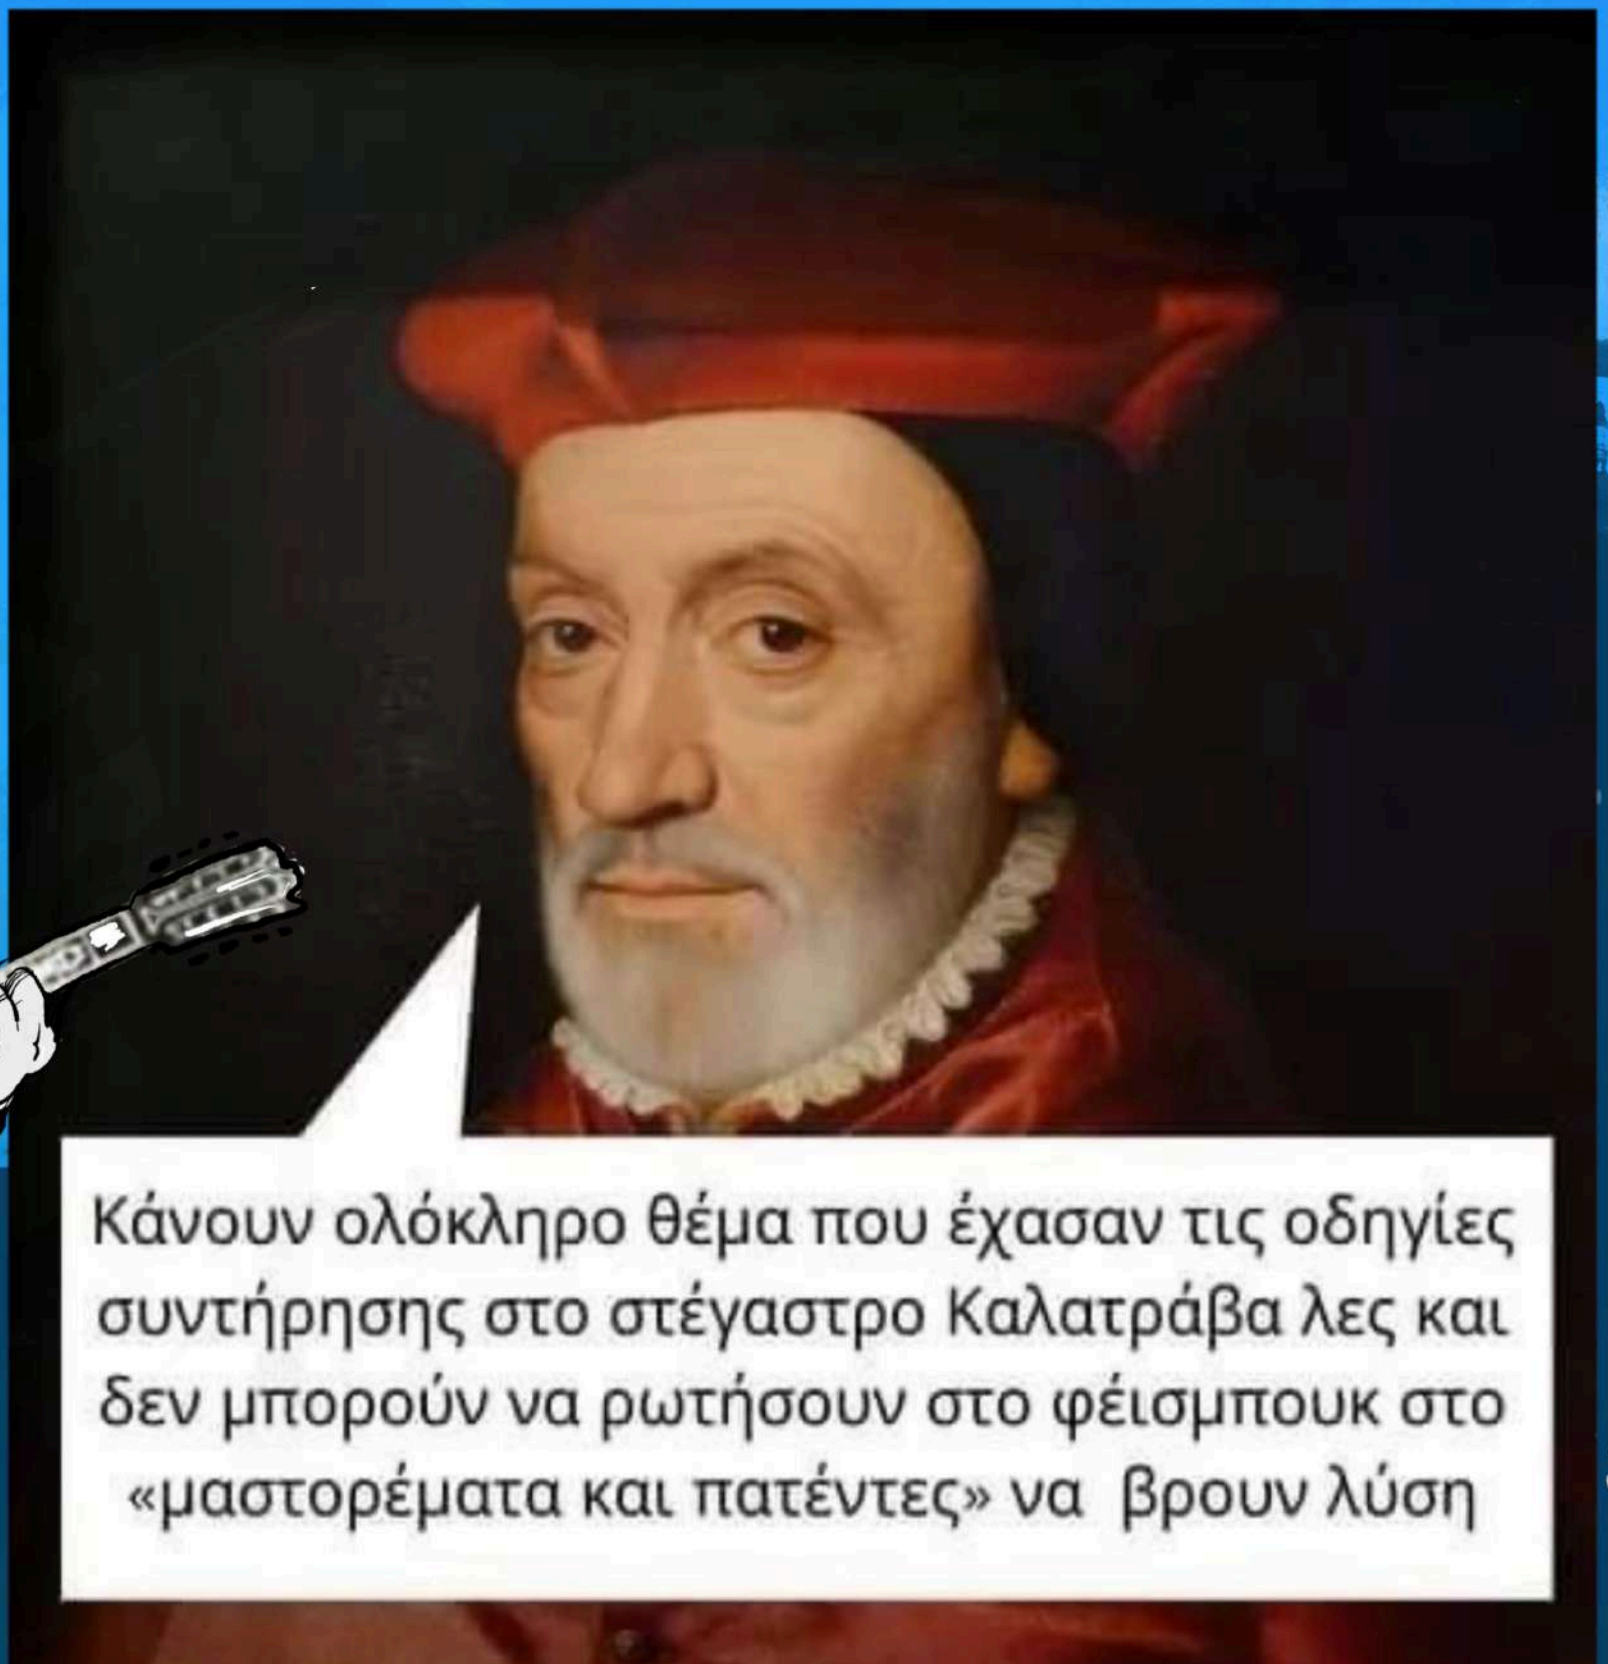 Κάνουν ολόκληρο θέμα που έχασαν τις οδηγίες
συντήρησης στο στέγαστρο Καλατράβα λες και
δεν μπορούν να ρωτήσουν στο φέισμπουκ στο
«μαστορέματα και πατέντες» να βρουν λύση